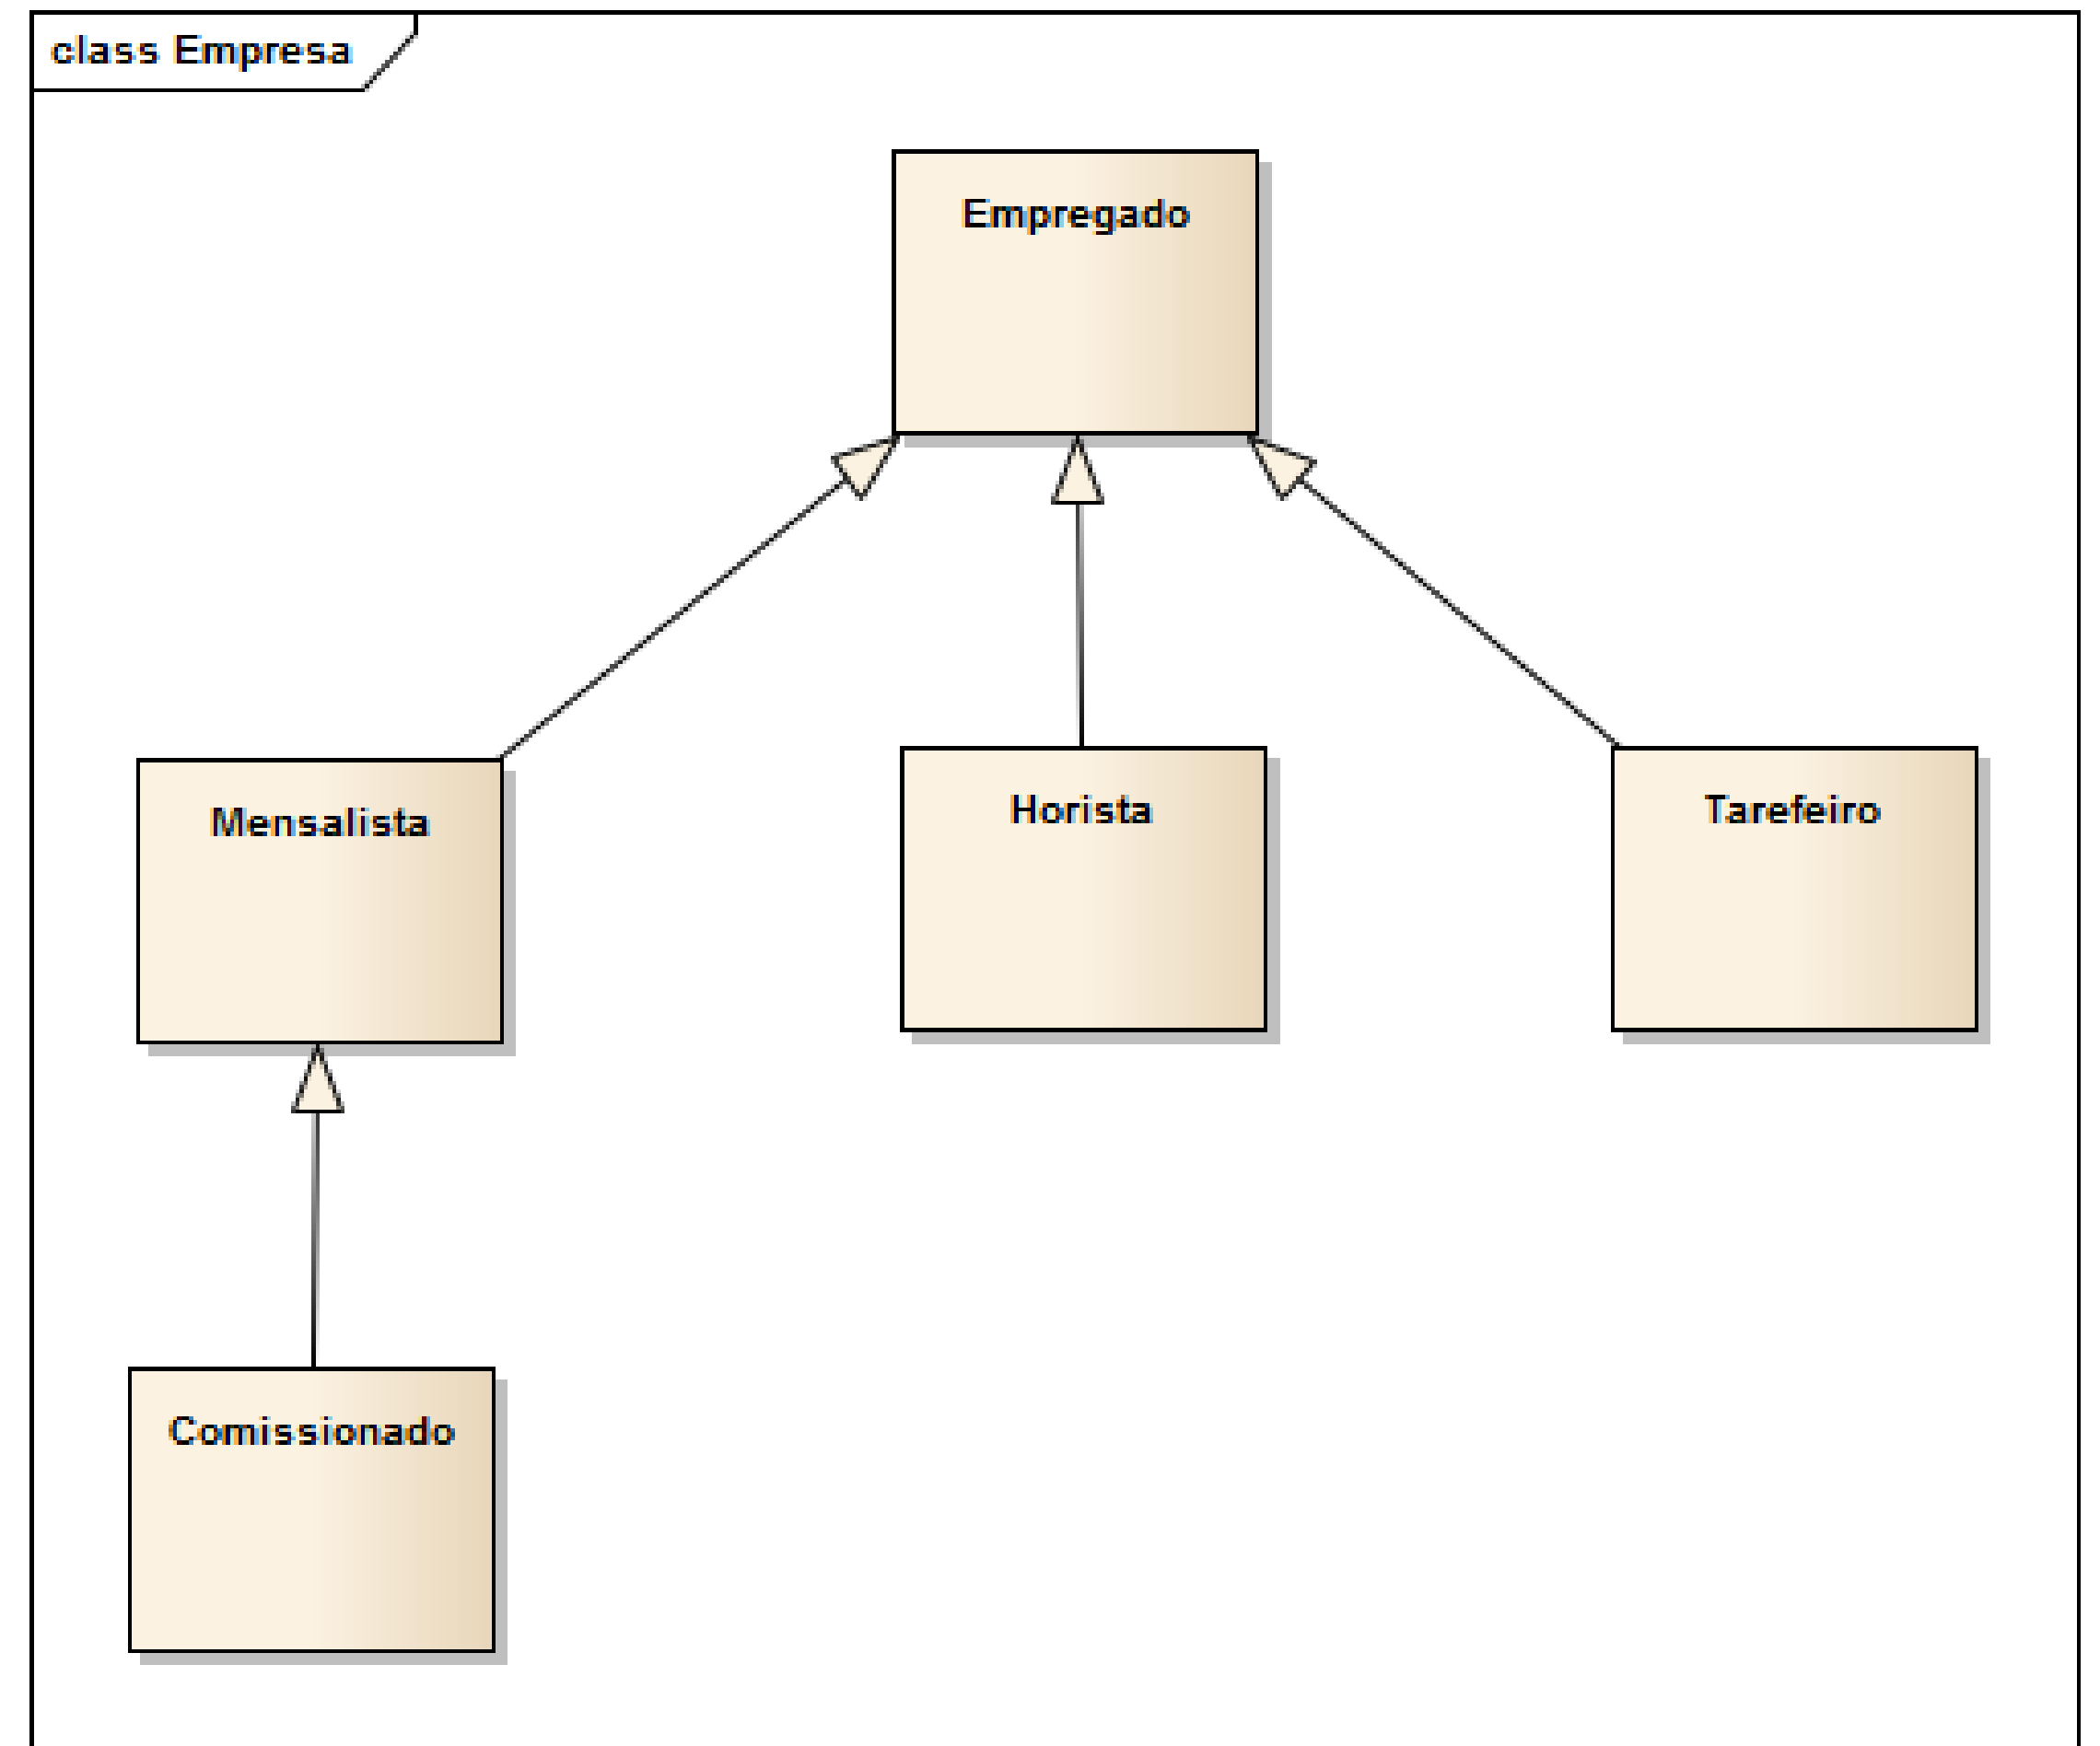 class Empresa
Empregado
Mensalista
Horista
Tarefeiro
Comissionado